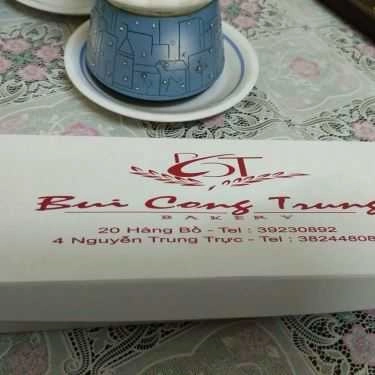 BCT
Bui Cong Trung
BAKERY
20 Hàng Bồ - Tel : 39230892
4 Nguyễn Trung Trực - Tel : 38244808